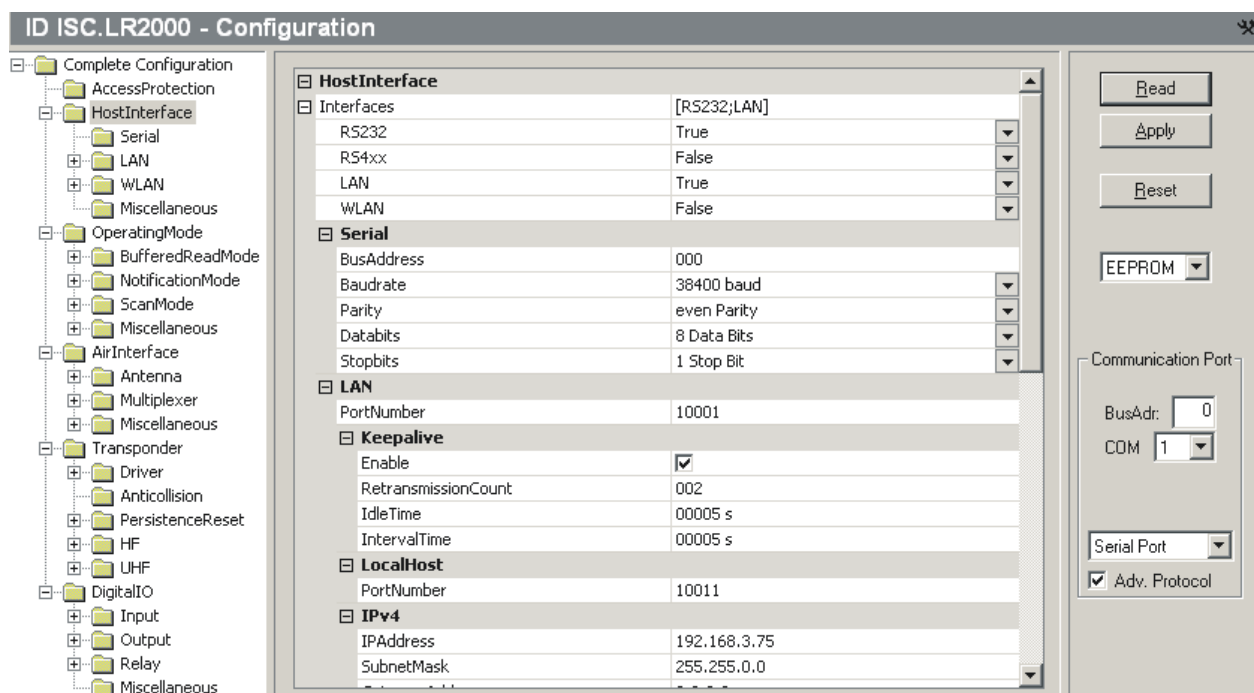 ID ISC.LR2000 - Configuration
Complete Configuration
AccessProtection
HostInterface
Serial
LAN
WLAN
Miscellaneous
OperatingMode
BufferedReadMode
NotificationMode
ScanMode
Miscellaneous
AirInterface
Antenna
Multiplexer
Miscellaneous
Transponder
Driver
Anticollision
PersistenceReset
HF
UHF
DigitalIO
Input
Output
Relay
Miscellaneous
HostInterface
Interfaces [RS232;LAN]
RS232 True
RS4xx False
LAN True
WLAN False
Serial
BusAddress 000
Baudrate 38400 baud
Parity even Parity
Databits 8 Data Bits
Stopbits 1 Stop Bit
LAN
PortNumber 10001
Keepalive
Enable
RetransmissionCount 002
IdleTime 00005 s
IntervalTime 00005 s
LocalHost
PortNumber 10011
IPv4
IPAddress 192.168.3.75
SubnetMask 255.255.0.0
Read
Apply
Reset
EEPROM
Communication Port
BusAdr: 0
COM 1
Serial Port
Adv. Protocol